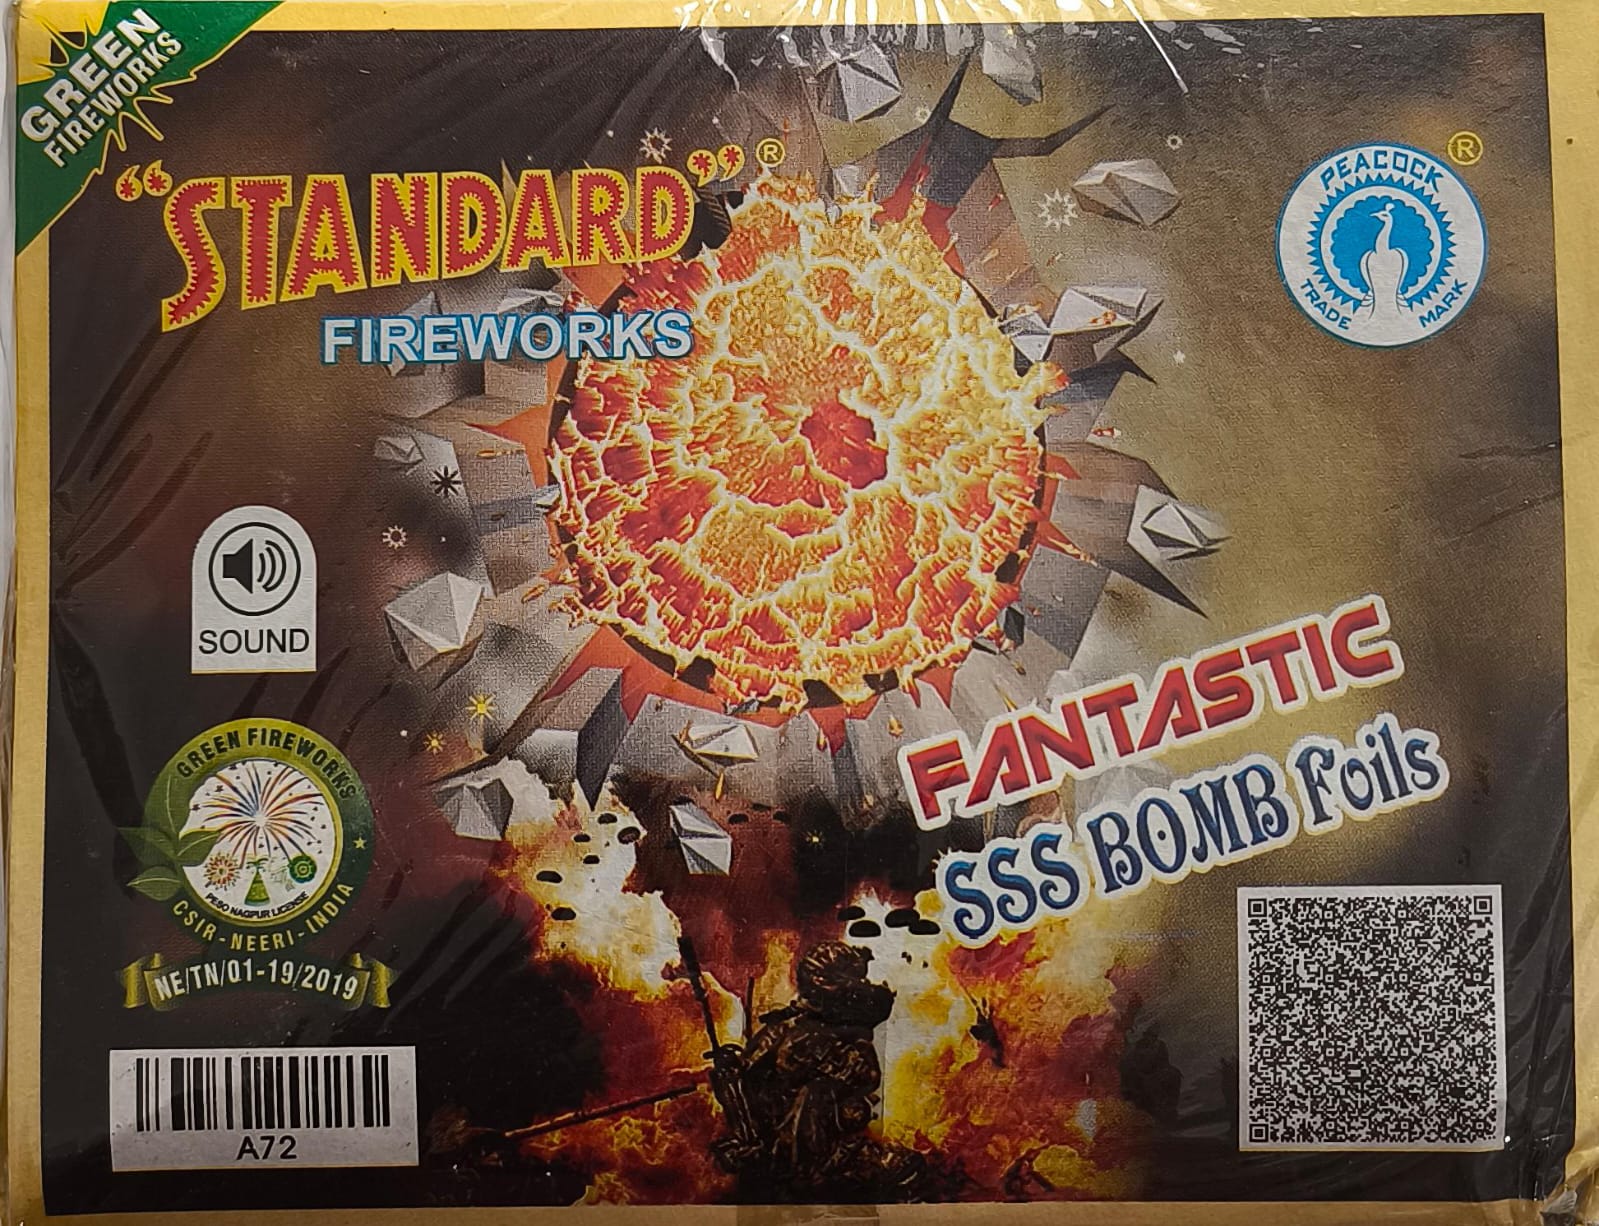 GREEN
FIREWORKS
“STANDARD”®
FIREWORKS
PEACOCK ®
TRADE MARK
SOUND
FANTASTIC
SSS BOMB Foils
GREEN FIREWORKS
PESO NAGPUR LICENSE
CSIR-NEERI-INDIA
NE/TN/01-19/2019
A72